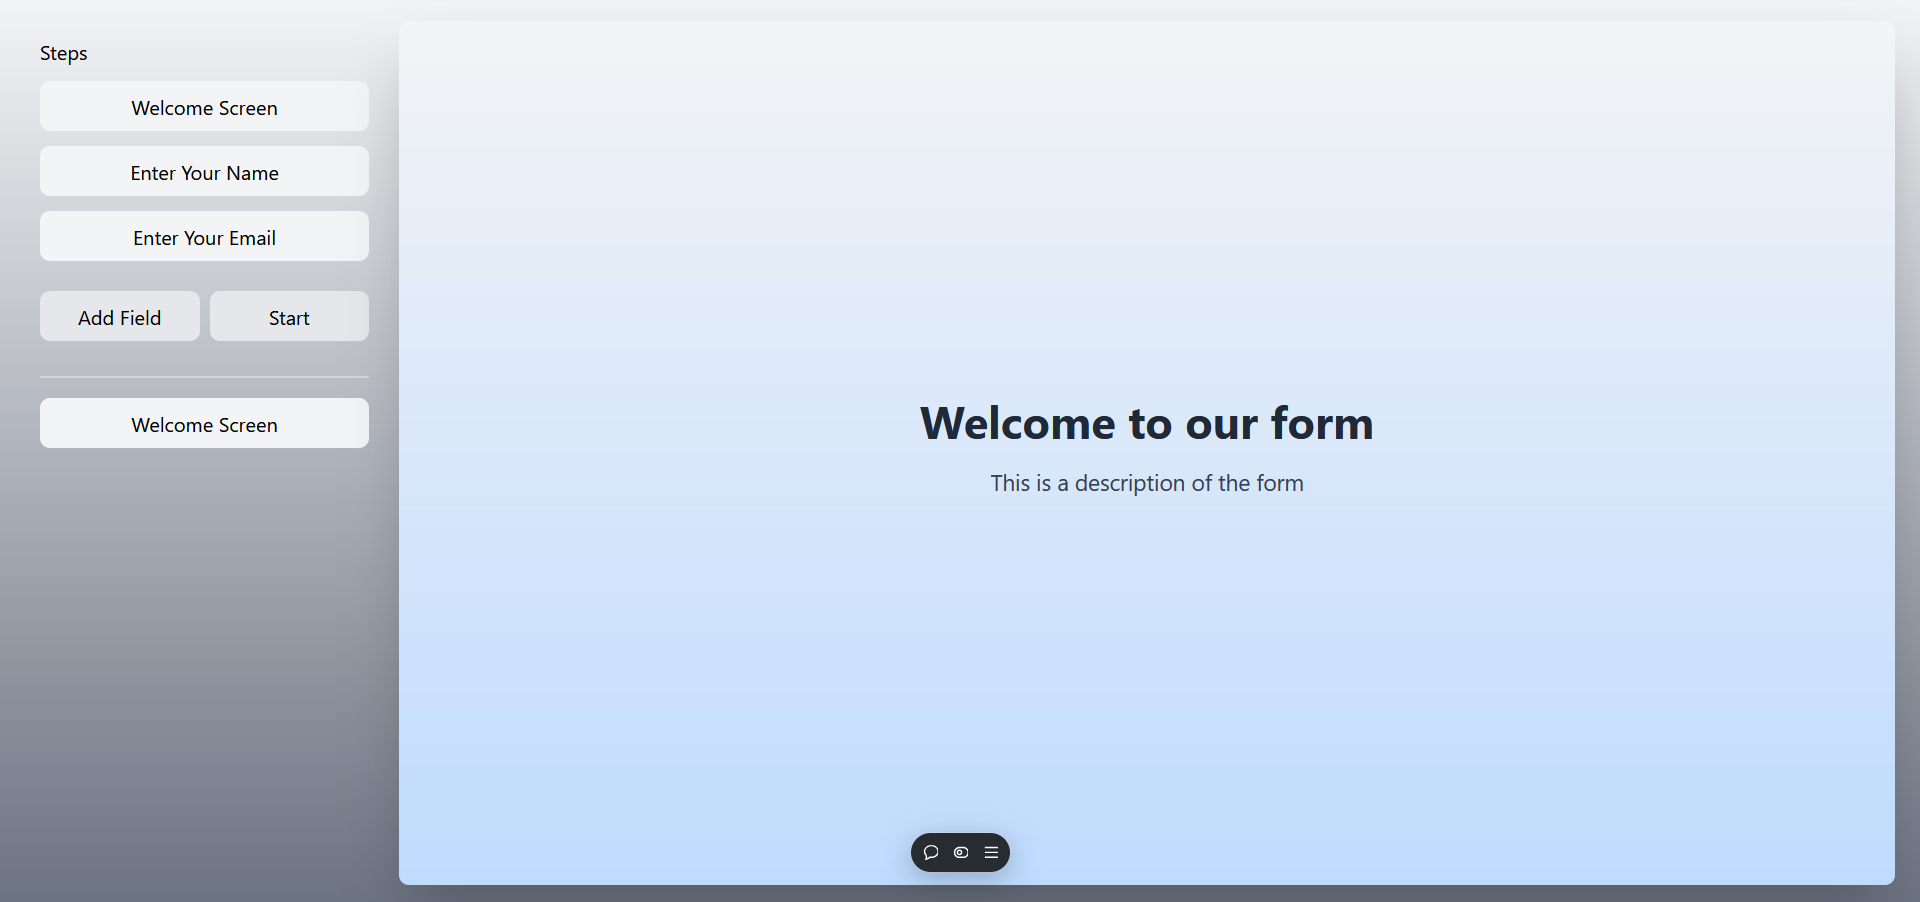 Steps
Welcome Screen
Enter Your Name
Enter Your Email
Add Field
Start
Welcome Screen
Welcome to our form
This is a description of the form